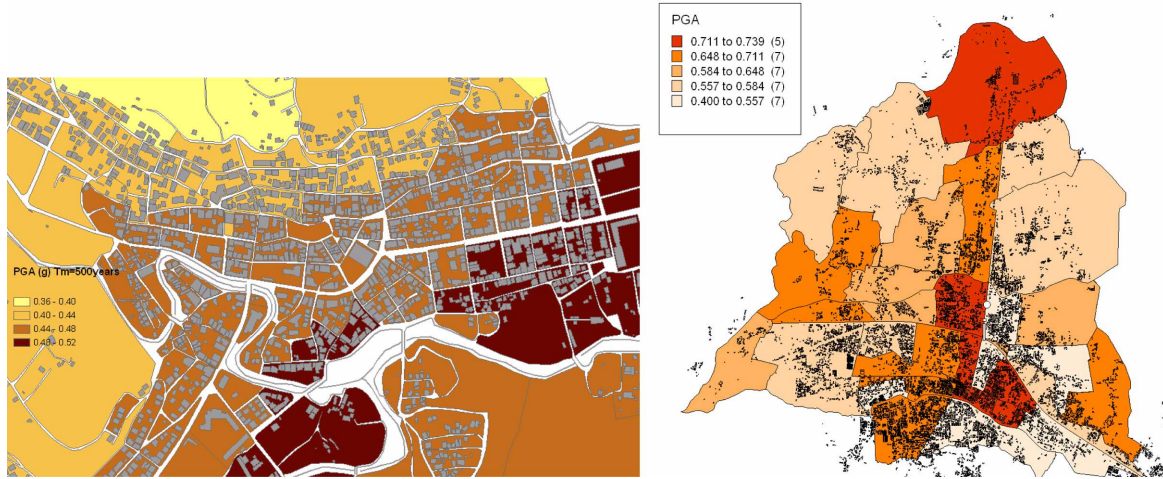 PGA (g) Tm=500years
0.36 - 0.40
0.40 - 0.44
0.44 - 0.48
0.48 - 0.52
PGA
0.711 to 0.739 (5)
0.648 to 0.711 (7)
0.584 to 0.648 (7)
0.557 to 0.584 (7)
0.400 to 0.557 (7)